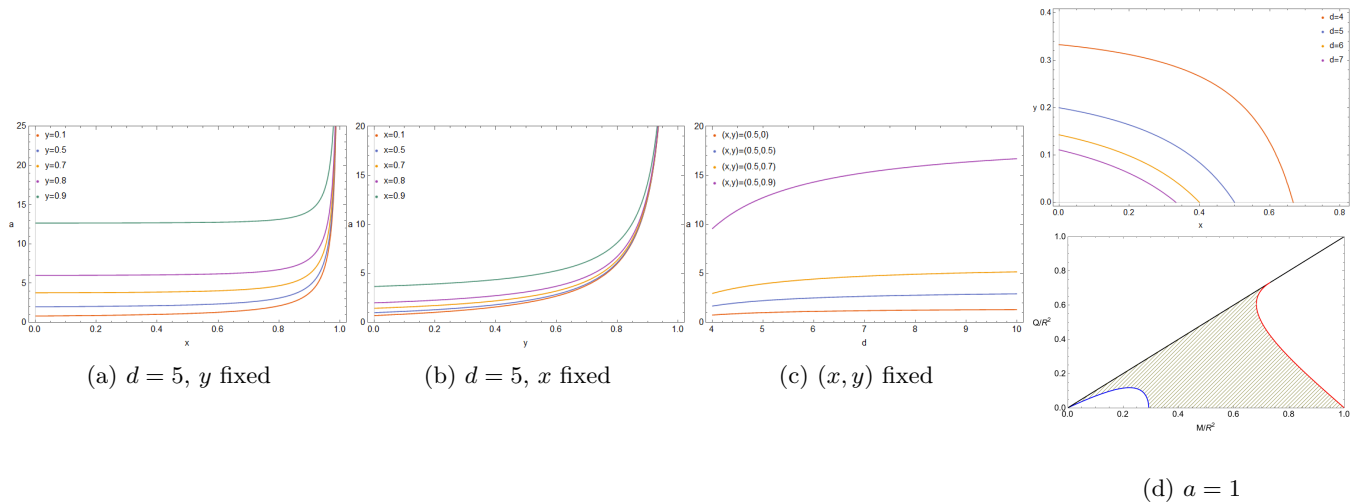 25
20
15
a
10
5
0
0.0 0.2 0.4 0.6 0.8 1.0
x
y=0.1
y=0.5
y=0.7
y=0.8
y=0.9
(a) d = 5, y fixed
20
15
a
10
5
0
0.0 0.2 0.4 0.6 0.8 1.0
y
x=0.1
x=0.5
x=0.7
x=0.8
x=0.9
(b) d = 5, x fixed
20
15
a
10
5
0
4 5 6 7 8 9 10
d
(x,y)=(0.5,0)
(x,y)=(0.5,0.5)
(x,y)=(0.5,0.7)
(x,y)=(0.5,0.9)
(c) (x, y) fixed
0.4
0.3
y
0.2
0.1
0.0
0.0 0.2 0.4 0.6 0.8
x
d=4
d=5
d=6
d=7
1.0
0.8
0.6
Q/R²
0.4
0.2
0.0
0.0 0.2 0.4 0.6 0.8 1.0
M/R²
(d) a = 1